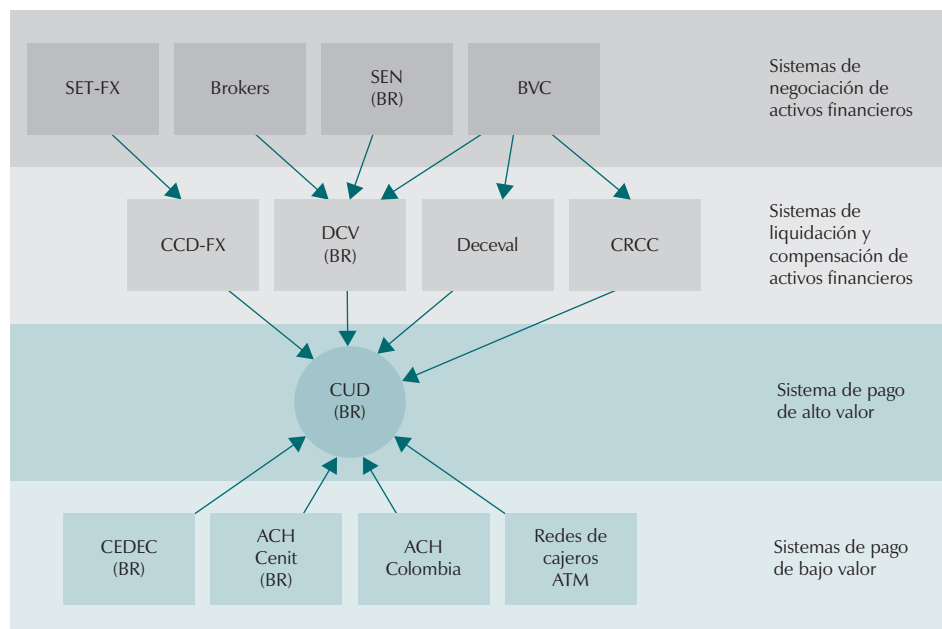 SET-FX
Brokers
SEN
(BR)
BVC
Sistemas de
negociación de
activos financieros
CCD-FX
DCV
(BR)
Deceval
CRCC
Sistemas de
liquidación y
compensación de
activos financieros
CUD
(BR)
Sistema de pago
de alto valor
CEDEC
(BR)
ACH
Cenit
(BR)
ACH
Colombia
Redes de
cajeros
ATM
Sistemas de pago
de bajo valor